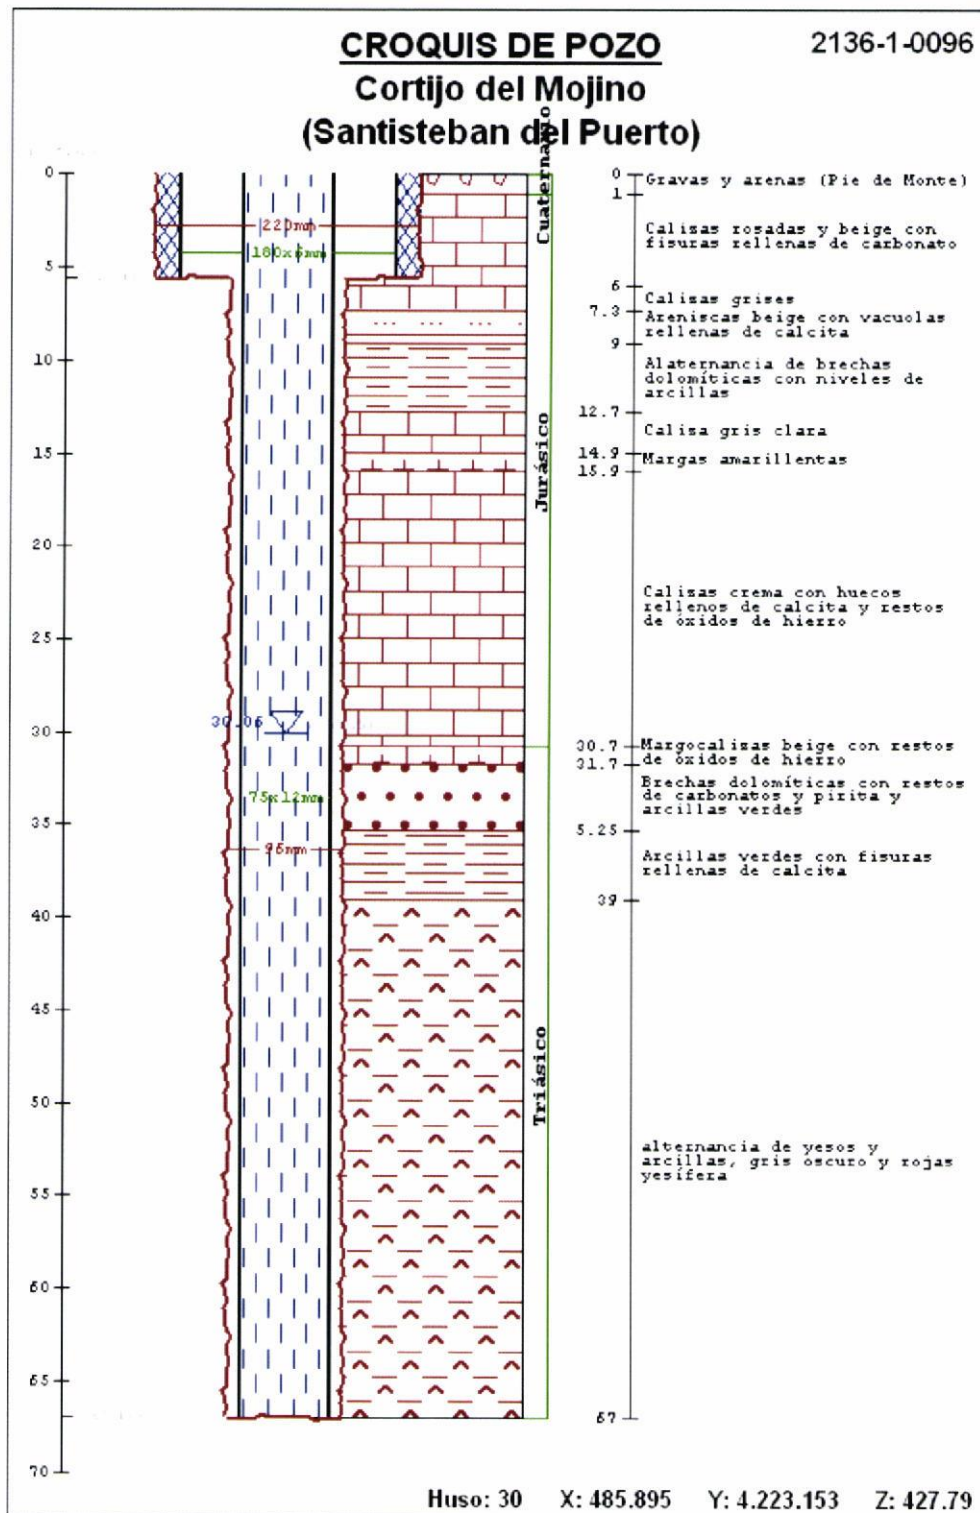 CROQUIS DE POZO
2136-1-0096
Cortijo del Mojino
(Santisteban del Puerto)
0
5
10
15
20
25
30
35
40
45
50
55
60
65
70
220mm
180x6mm
30.06
75x12mm
96mm
Cuaternario
Jurásico
Triásico
0
Gravas y arenas (Pie de Monte)
1
Calizas rosadas y beige con
fisuras rellenas de carbonato
6
Calizas grises
7.3
Areniscas beige con vacuolas
rellenas de calcita
9
Alaternancia de brechas
dolomíticas con niveles de
arcillas
12.7
Caliza gris clara
14.9
Margas amarillentas
15.9
Calizas crema con huecos
rellenos de calcita y restos
de óxidos de hierro
30.7
Margocalizas beige con restos
de óxidos de hierro
31.7
Brechas dolomíticas con restos
de carbonatos y pirita y
arcillas verdes
5.25
Arcillas verdes con fisuras
rellenas de calcita
39
alternancia de yesos y
arcillas, gris oscuro y rojas
yesífera
67
Huso: 30 X: 485.895 Y: 4.223.153 Z: 427.79